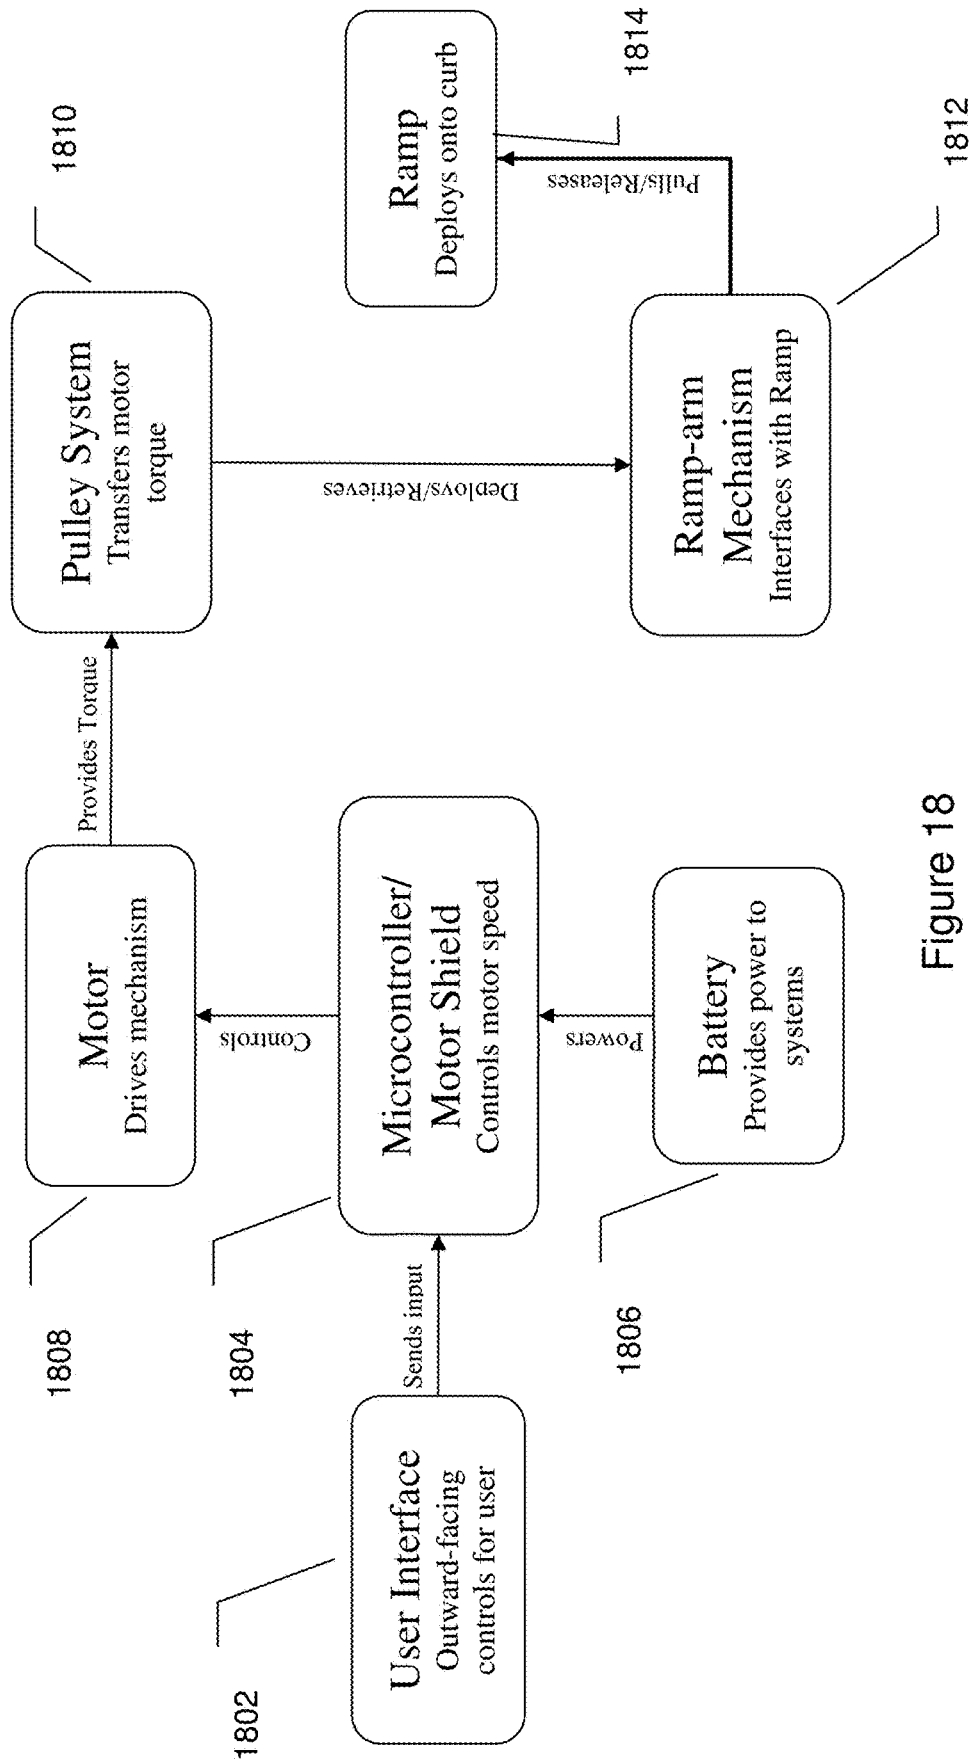 1802
User Interface
Outward-facing
controls for user
Sends input
1804
Microcontroller/
Motor Shield
Controls motor speed
1806
Battery
Provides power to
systems
Powers
Controls
1808
Motor
Drives mechanism
Provides Torque
1810
Pulley System
Transfers motor
torque
Deploys/Retrieves
1812
Ramp-arm
Mechanism
Interfaces with Ramp
Pulls/Releases
1814
Ramp
Deploys onto curb
Figure 18